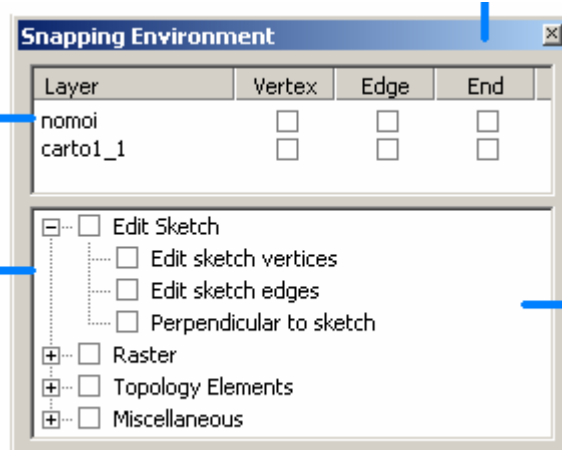 Snapping Environment
Layer Vertex Edge End
nomoi
carto1_1
Edit Sketch
Edit sketch vertices
Edit sketch edges
Perpendicular to sketch
Raster
Topology Elements
Miscellaneous